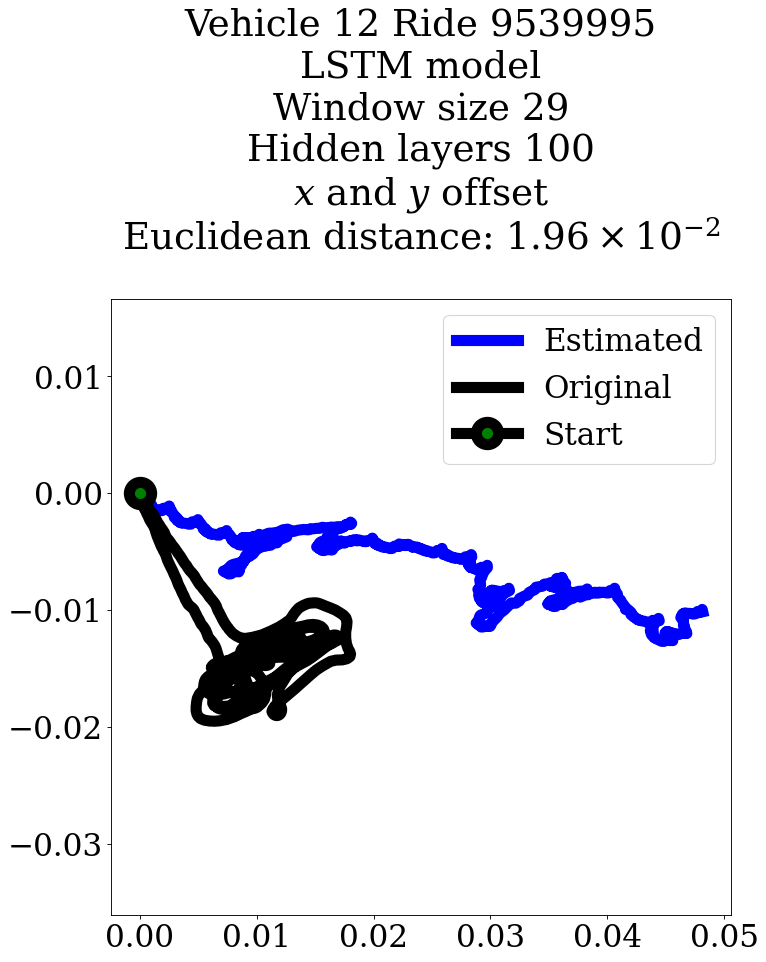 Vehicle 12 Ride 9539995
LSTM model
Window size 29
Hidden layers 100
x and y offset
Euclidean distance: 1.96 × 10⁻²
Estimated
Original
Start
0.01
0.00
−0.01
−0.02
−0.03
0.00 0.01 0.02 0.03 0.04 0.05